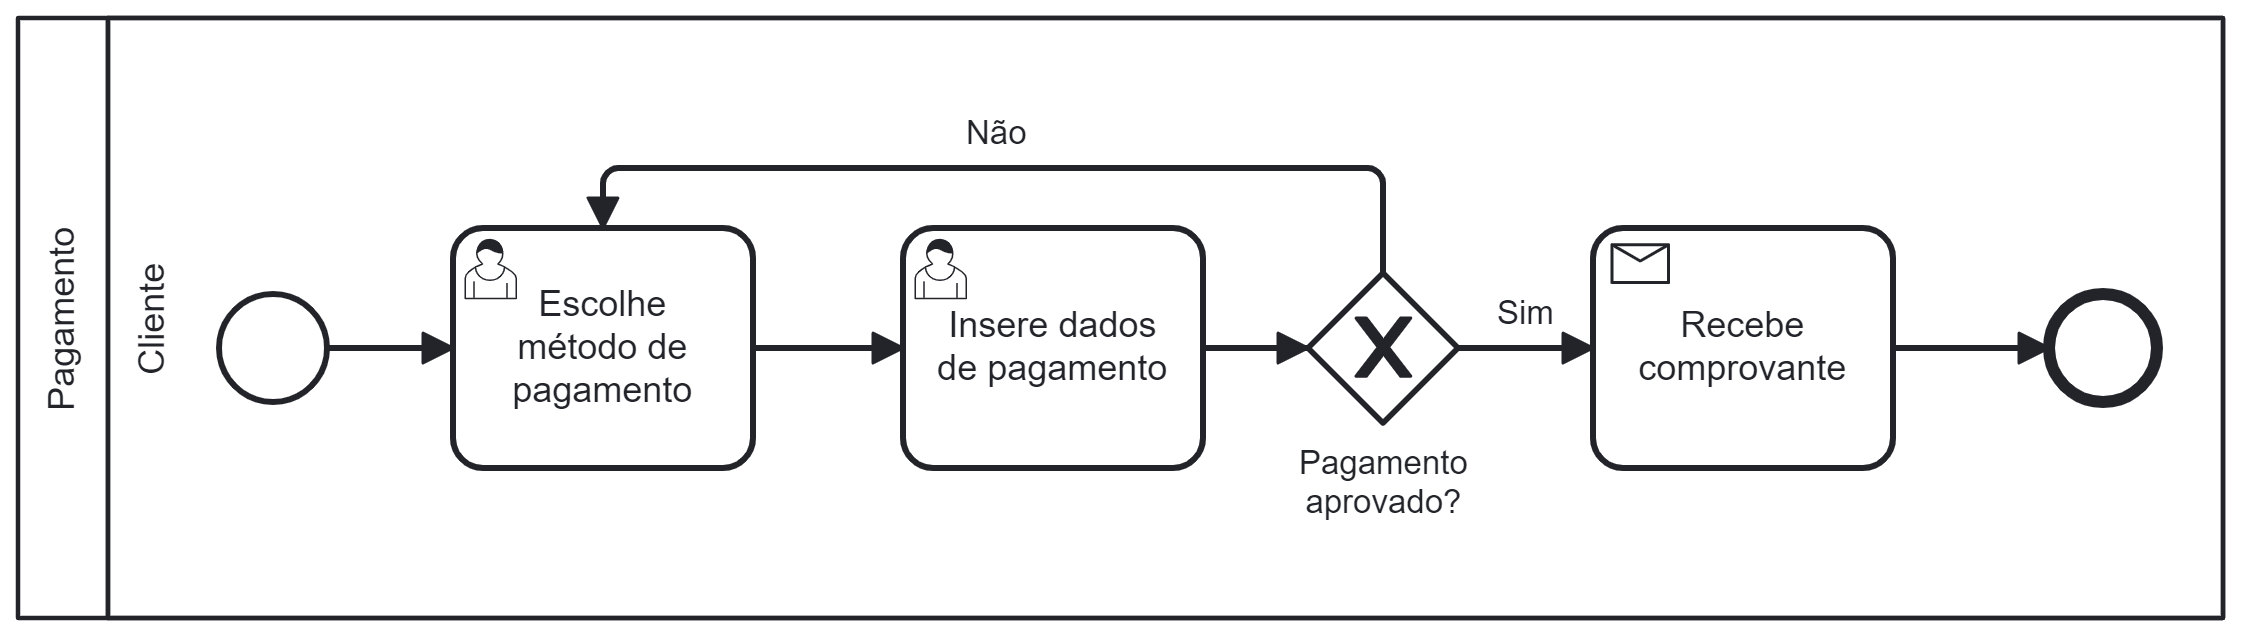 Pagamento
Cliente
Escolhe
método de
pagamento
Insere dados
de pagamento
Não
Pagamento
aprovado?
Sim
Recebe
comprovante